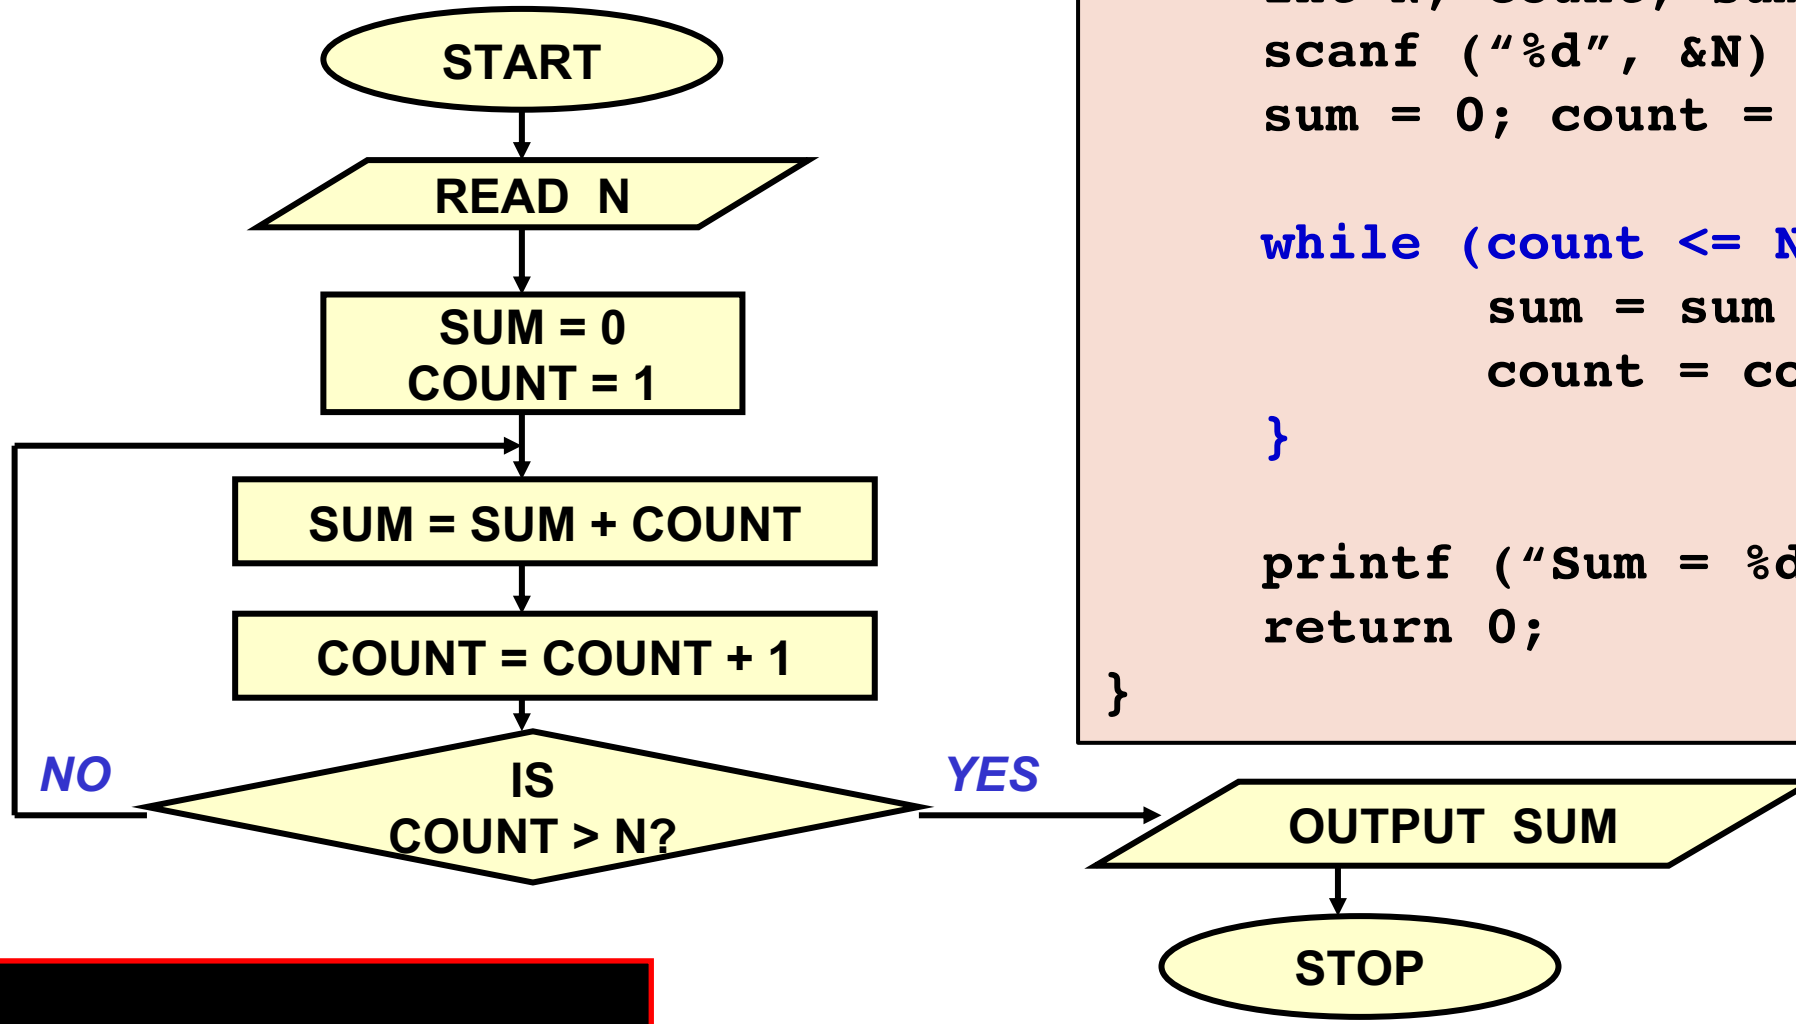 START
READ N
SUM = 0
COUNT = 1
SUM = SUM + COUNT
COUNT = COUNT + 1
IS
COUNT > N?
NO
YES
OUTPUT SUM
STOP
scanf (“%d”, &N)
sum = 0; count =
while (count <= N
sum = sum
count =
}
printf (“Sum = %d
return 0;
}